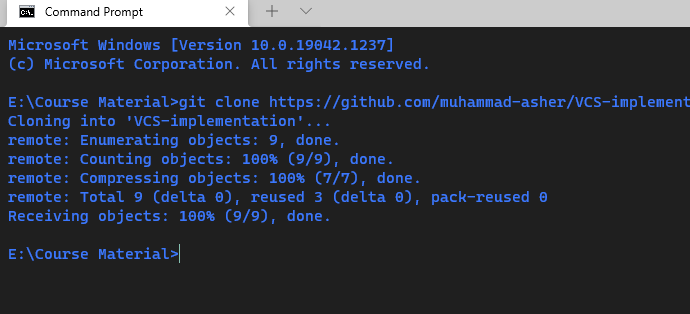 Command Prompt
Microsoft Windows [Version 10.0.19042.1237]
(c) Microsoft Corporation. All rights reserved.
E:\Course Material>git clone https://github.com/muhammad-asher/VCS-implement
Cloning into 'VCS-implementation'...
remote: Enumerating objects: 9, done.
remote: Counting objects: 100% (9/9), done.
remote: Compressing objects: 100% (7/7), done.
remote: Total 9 (delta 0), reused 3 (delta 0), pack-reused 0
Receiving objects: 100% (9/9), done.
E:\Course Material>